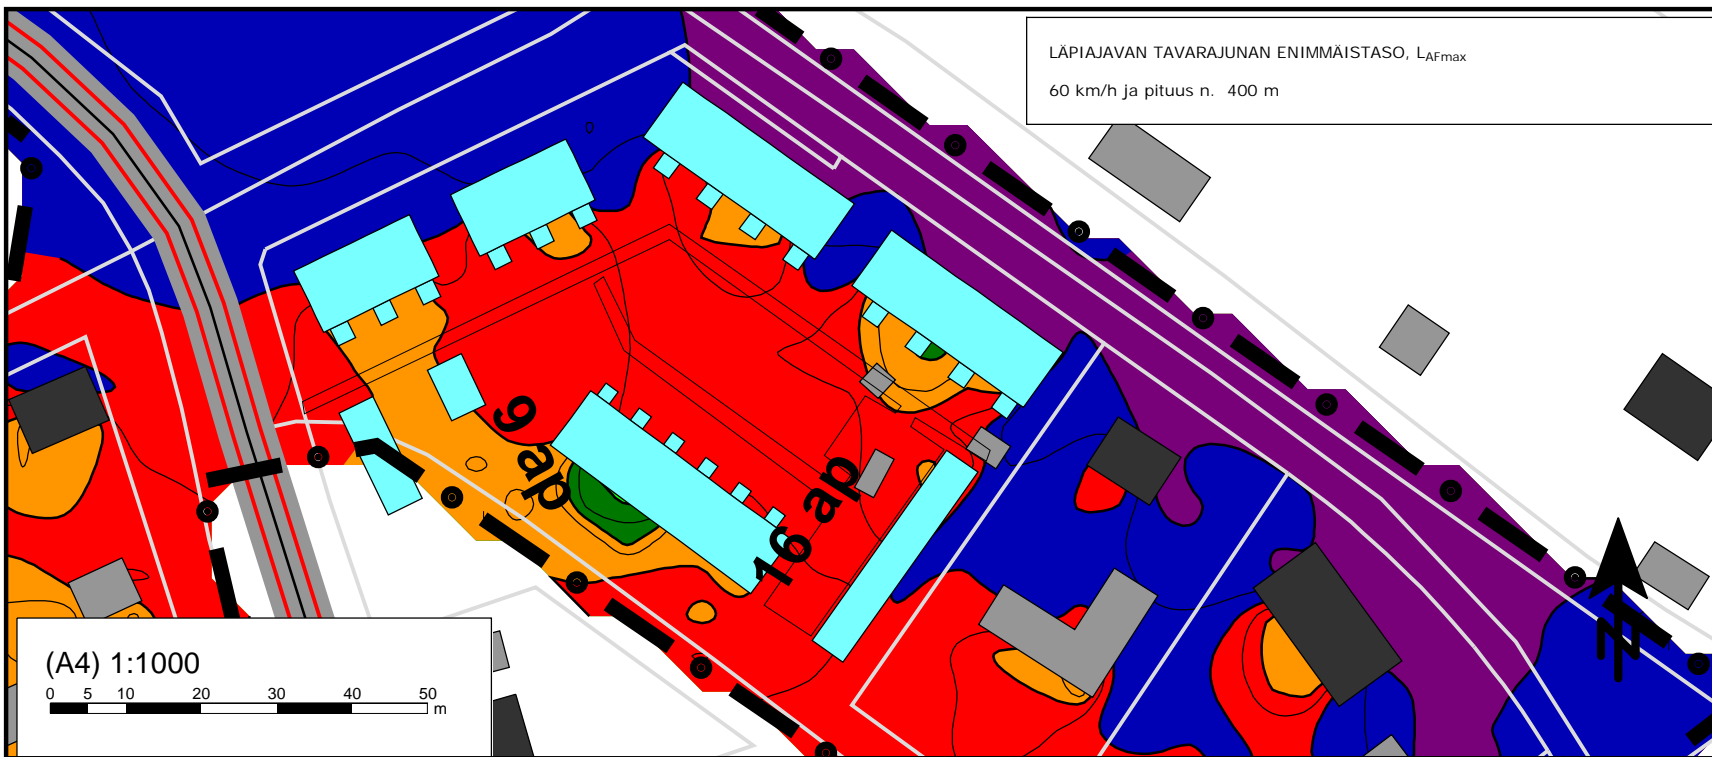 LÄPIAJAVAN TAVARAJUNAN ENIMMÄISTASO, LAFmax
60 km/h ja pituus n. 400 m
9 ap
16 ap
N
(A4) 1:1000
0 5 10 20 30 40 50
m